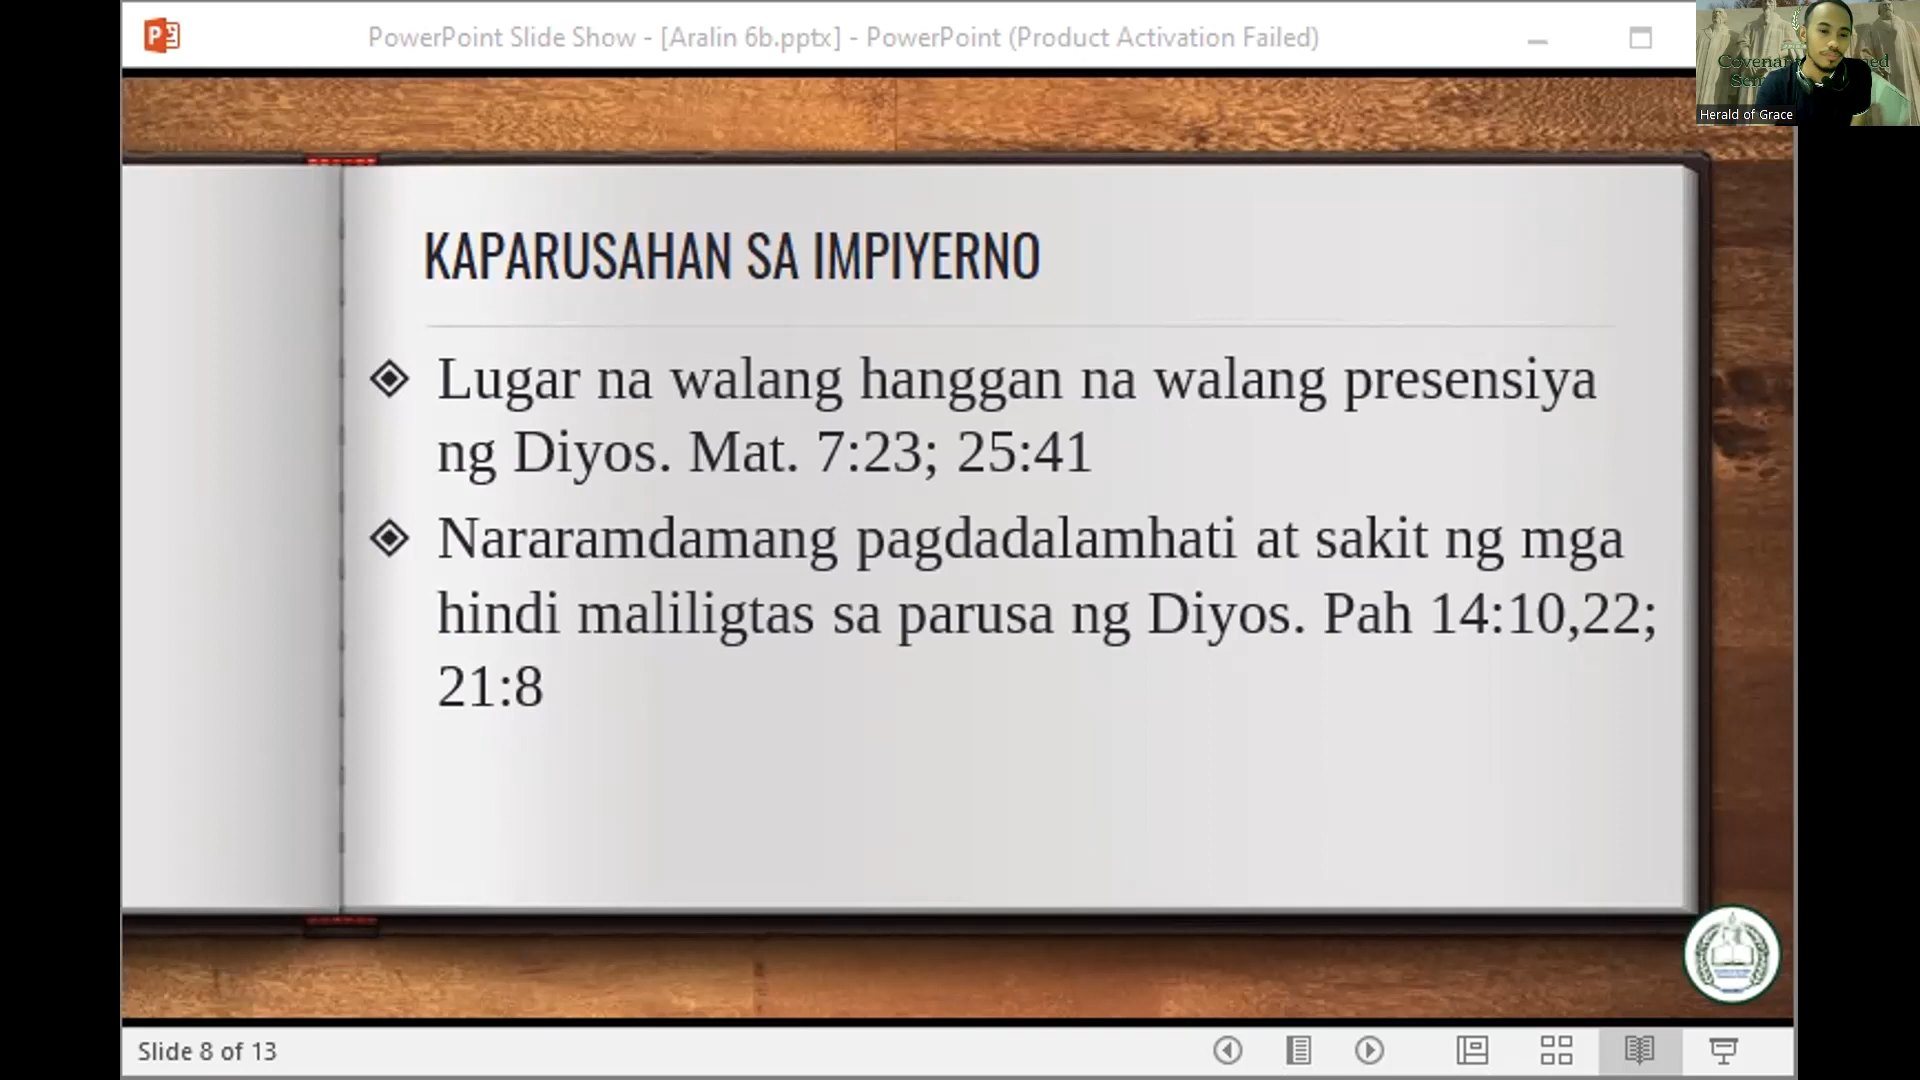 PowerPoint Slide Show - [Aralin 6b.pptx] - PowerPoint (Product Activation Failed)
Herald of Grace
KAPARUSAHAN SA IMPIYERNO
Lugar na walang hanggan na walang presensiya
ng Diyos. Mat. 7:23; 25:41
Nararamdamang pagdadalamhati at sakit ng mga
hindi maliligtas sa parusa ng Diyos. Pah 14:10,22;
21:8
Slide 8 of 13